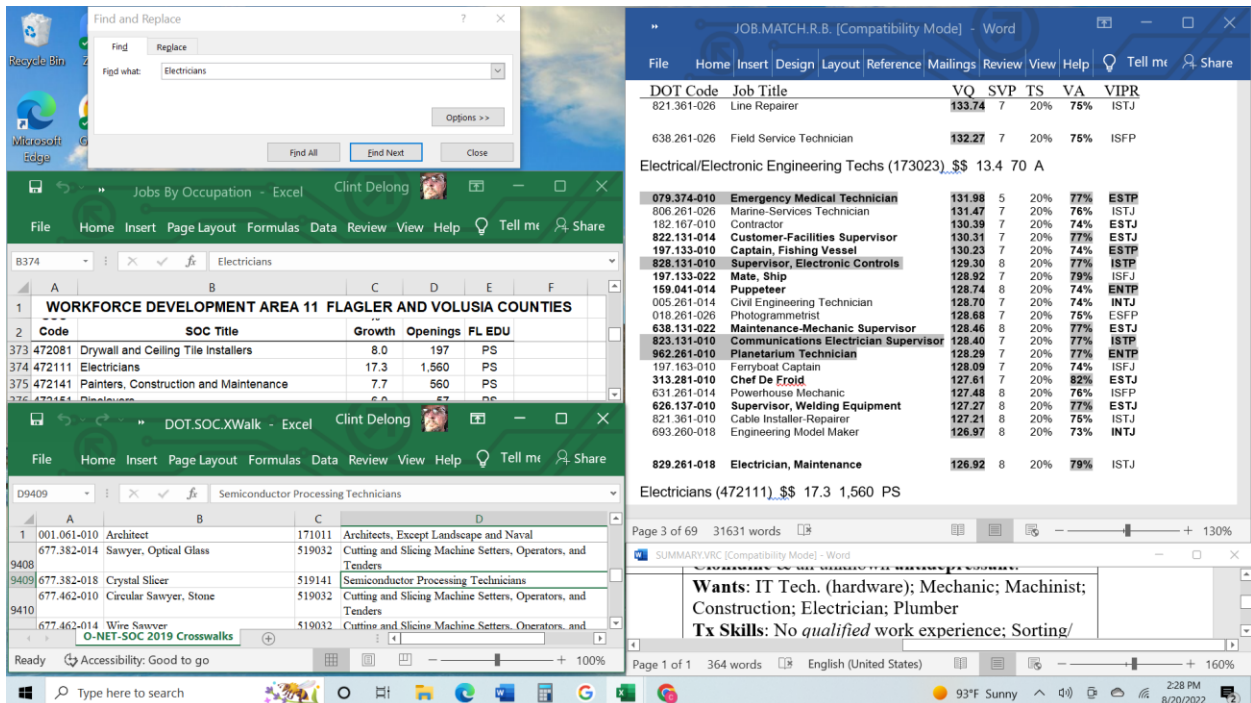 Recycle Bin
Microsoft Edge
Find and Replace
?
Find
Replace
Find what:
Electricians
Options >>
Find All
Find Next
Close
Jobs By Occupation - Excel
Clint Delong
File Home Insert Page Layout Formulas Data Review View Help Tell me Share
B374
fx
Electricians
A B C D E F
1 WORKFORCE DEVELOPMENT AREA 11 FLAGLER AND VOLUSIA COUNTIES
2 Code SOC Title Growth Openings FL EDU
373 472081 Drywall and Ceiling Tile Installers 8.0 197 PS
374 472111 Electricians 17.3 1,560 PS
375 472141 Painters, Construction and Maintenance 7.7 560 PS
DOT.SOC.XWalk - Excel
Clint Delong
File Home Insert Page Layout Formulas Data Review View Help Tell me Share
D9409
fx
Semiconductor Processing Technicians
A B C D
1 001.061-010 Architect 171011 Architects, Except Landscape and Naval
9408 677.382-014 Sawyer, Optical Glass 519032 Cutting and Slicing Machine Setters, Operators, and
Tenders
9409 677.382-018 Crystal Slicer 519141 Semiconductor Processing Technicians
9410 677.462-010 Circular Sawyer, Stone 519032 Cutting and Slicing Machine Setters, Operators, and
Tenders
677.462-014 Wire Sawyer 519032 Cutting and Slicing Machine Setters, Operators, and
O-NET-SOC 2019 Crosswalks
Ready Accessibility: Good to go 100%
JOB.MATCH.R.B. [Compatibility Mode] - Word
File Home Insert Design Layout Reference Mailings Review View Help Tell me Share
DOT Code Job Title VQ SVP TS VA VIPR
821.361-026 Line Repairer 133.74 7 20% 75% ISTJ
638.261-026 Field Service Technician 132.27 7 20% 75% ISFP
Electrical/Electronic Engineering Techs (173023) $$ 13.4 70 A
079.374-010 Emergency Medical Technician 131.98 5 20% 77% ESTP
806.261-026 Marine-Services Technician 131.47 7 20% 76% ISTJ
182.167-010 Contractor 130.39 7 20% 74% ESTJ
822.131-014 Customer-Facilities Supervisor 130.31 7 20% 77% ESTJ
197.133-010 Captain, Fishing Vessel 130.23 7 20% 74% ESTP
828.131-010 Supervisor, Electronic Controls 129.30 8 20% 77% ISTP
197.133-022 Mate, Ship 128.92 7 20% 79% ISFJ
159.041-014 Puppeteer 128.74 8 20% 74% ENTP
005.261-014 Civil Engineering Technician 128.70 7 20% 74% INTJ
018.261-026 Photogrammetrist 128.68 7 20% 75% ESFP
638.131-022 Maintenance-Mechanic Supervisor 128.46 8 20% 77% ESTJ
823.131-010 Communications Electrician Supervisor 128.40 7 20% 77% ISTP
962.261-010 Planetarium Technician 128.29 7 20% 77% ENTP
197.163-010 Ferryboat Captain 128.09 7 20% 74% ISFJ
313.281-010 Chef De Froid 127.61 7 20% 82% ESTJ
631.261-014 Powerhouse Mechanic 127.48 8 20% 76% ISFP
626.137-010 Supervisor, Welding Equipment 127.27 8 20% 77% ESTJ
821.361-010 Cable Installer-Repairer 127.21 8 20% 75% ISTJ
693.260-018 Engineering Model Maker 126.97 8 20% 73% INTJ
829.261-018 Electrician, Maintenance 126.92 8 20% 79% ISTJ
Electricians (472111) $$ 17.3 1,560 PS
Page 3 of 69 31631 words 130%
SUMMARY.VRC [Compatibility Mode] - Word
Wants: IT Tech. (hardware); Mechanic; Machinist;
Construction; Electrician; Plumber
Tx Skills: No qualified work experience; Sorting/
Page 1 of 1 364 words English (United States) 160%
Type here to search
93°F Sunny
2:28 PM
8/20/2022